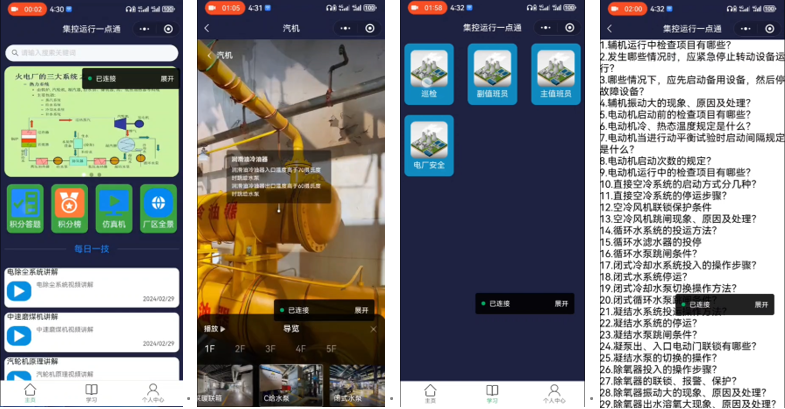 00:02 4:30
集控运行一点通
请输入搜索关键词
火电厂的三大系统
已连接 展开
积分答题 积分榜 仿真机 厂区全景
每日一技
电除尘系统讲解
电除尘系统视频讲解
2024/02/29
中速磨煤机讲解
中速磨煤机视频讲解
2024/02/29
汽轮机原理讲解
汽轮机原理视频讲解
主页 学习 个人中心
01:05 4:31
汽机
汽机
润滑油冷油器
已连接 展开
播放 导览
1F 2F 3F 4F 5F
C给水泵 闭式水泵
01:58 4:32
集控运行一点通
巡检 副值班员 主值班员
电厂安全
已连接 展开
主页 学习 个人中心
02:00 4:32
集控运行一点通
1.辅机运行中检查项目有哪些?
2.发生哪些情况时，应紧急停止转动设备运
行?
3.哪些情况下，应先启动备用设备，然后停
故障设备?
4.辅机振动大的现象、原因及处理?
5.电动机启动前的检查项目有哪些?
6.电动机冷、热态温度规定是什么?
7.电动机当进行动平衡试验时启动间隔规定
是什么?
8.电动机启动次数的规定?
9.电动机运行中的检查项目有哪些?
10.直接空冷系统的启动方式分几种?
11.直接空冷系统的停运步骤?
12.空冷风机联锁保护条件
13.空冷风机跳闸现象、原因及处理?
14.循环水系统的投运方法?
15.循环水滤水器的投停
16.循环水泵跳闸条件?
17.闭式冷却水系统投入的操作步骤?
18.闭式水系统停运?
19.闭式冷却水泵切换操作方法?
20.闭式循环水泵
已连接 展开
21.凝结水系统投运
22.凝结水系统的停运?
23.凝结水泵跳闸条件?
24.凝泵出、入口电动门联锁有哪些?
25.凝结水泵的切换的操作?
26.除氧器投入的操作步骤?
27.除氧器的联锁、报警、保护?
28.除氧器振动大的现象、原因及处理?
29.除氧器出水溶氧大现象、原因及处理?